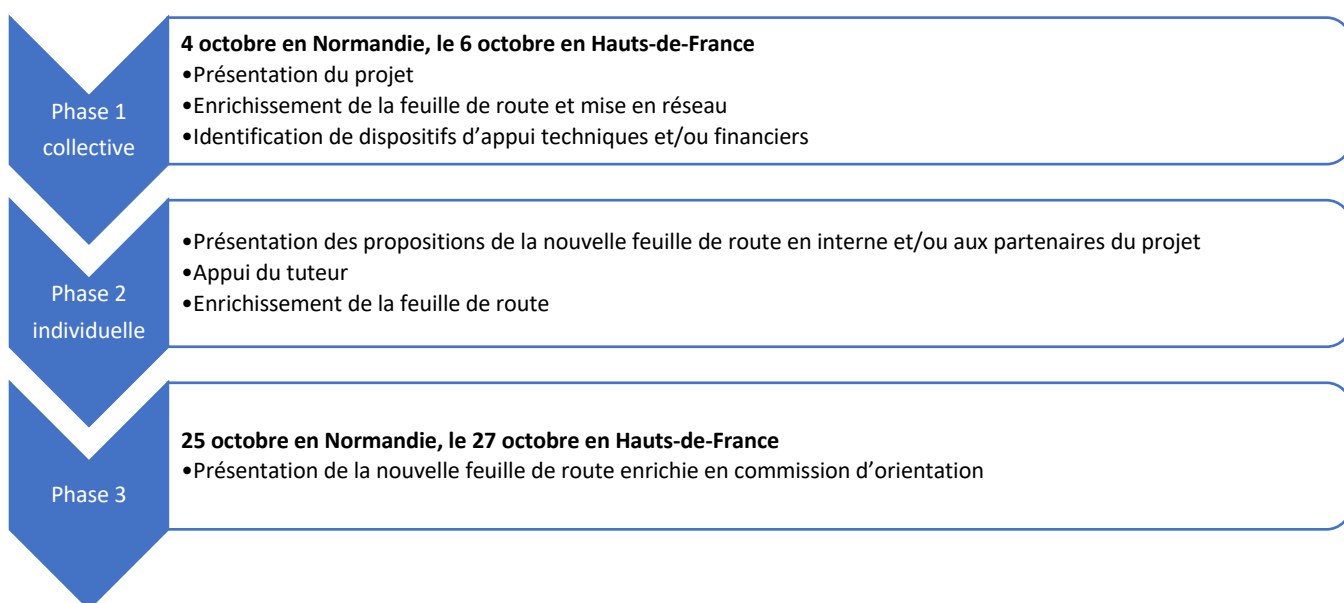 Phase 1
collective
4 octobre en Normandie, le 6 octobre en Hauts-de-France
•Présentation du projet
•Enrichissement de la feuille de route et mise en réseau
•Identification de dispositifs d’appui techniques et/ou financiers
Phase 2
individuelle
•Présentation des propositions de la nouvelle feuille de route en interne et/ou aux partenaires du projet
•Appui du tuteur
•Enrichissement de la feuille de route
Phase 3
25 octobre en Normandie, le 27 octobre en Hauts-de-France
•Présentation de la nouvelle feuille de route enrichie en commission d’orientation